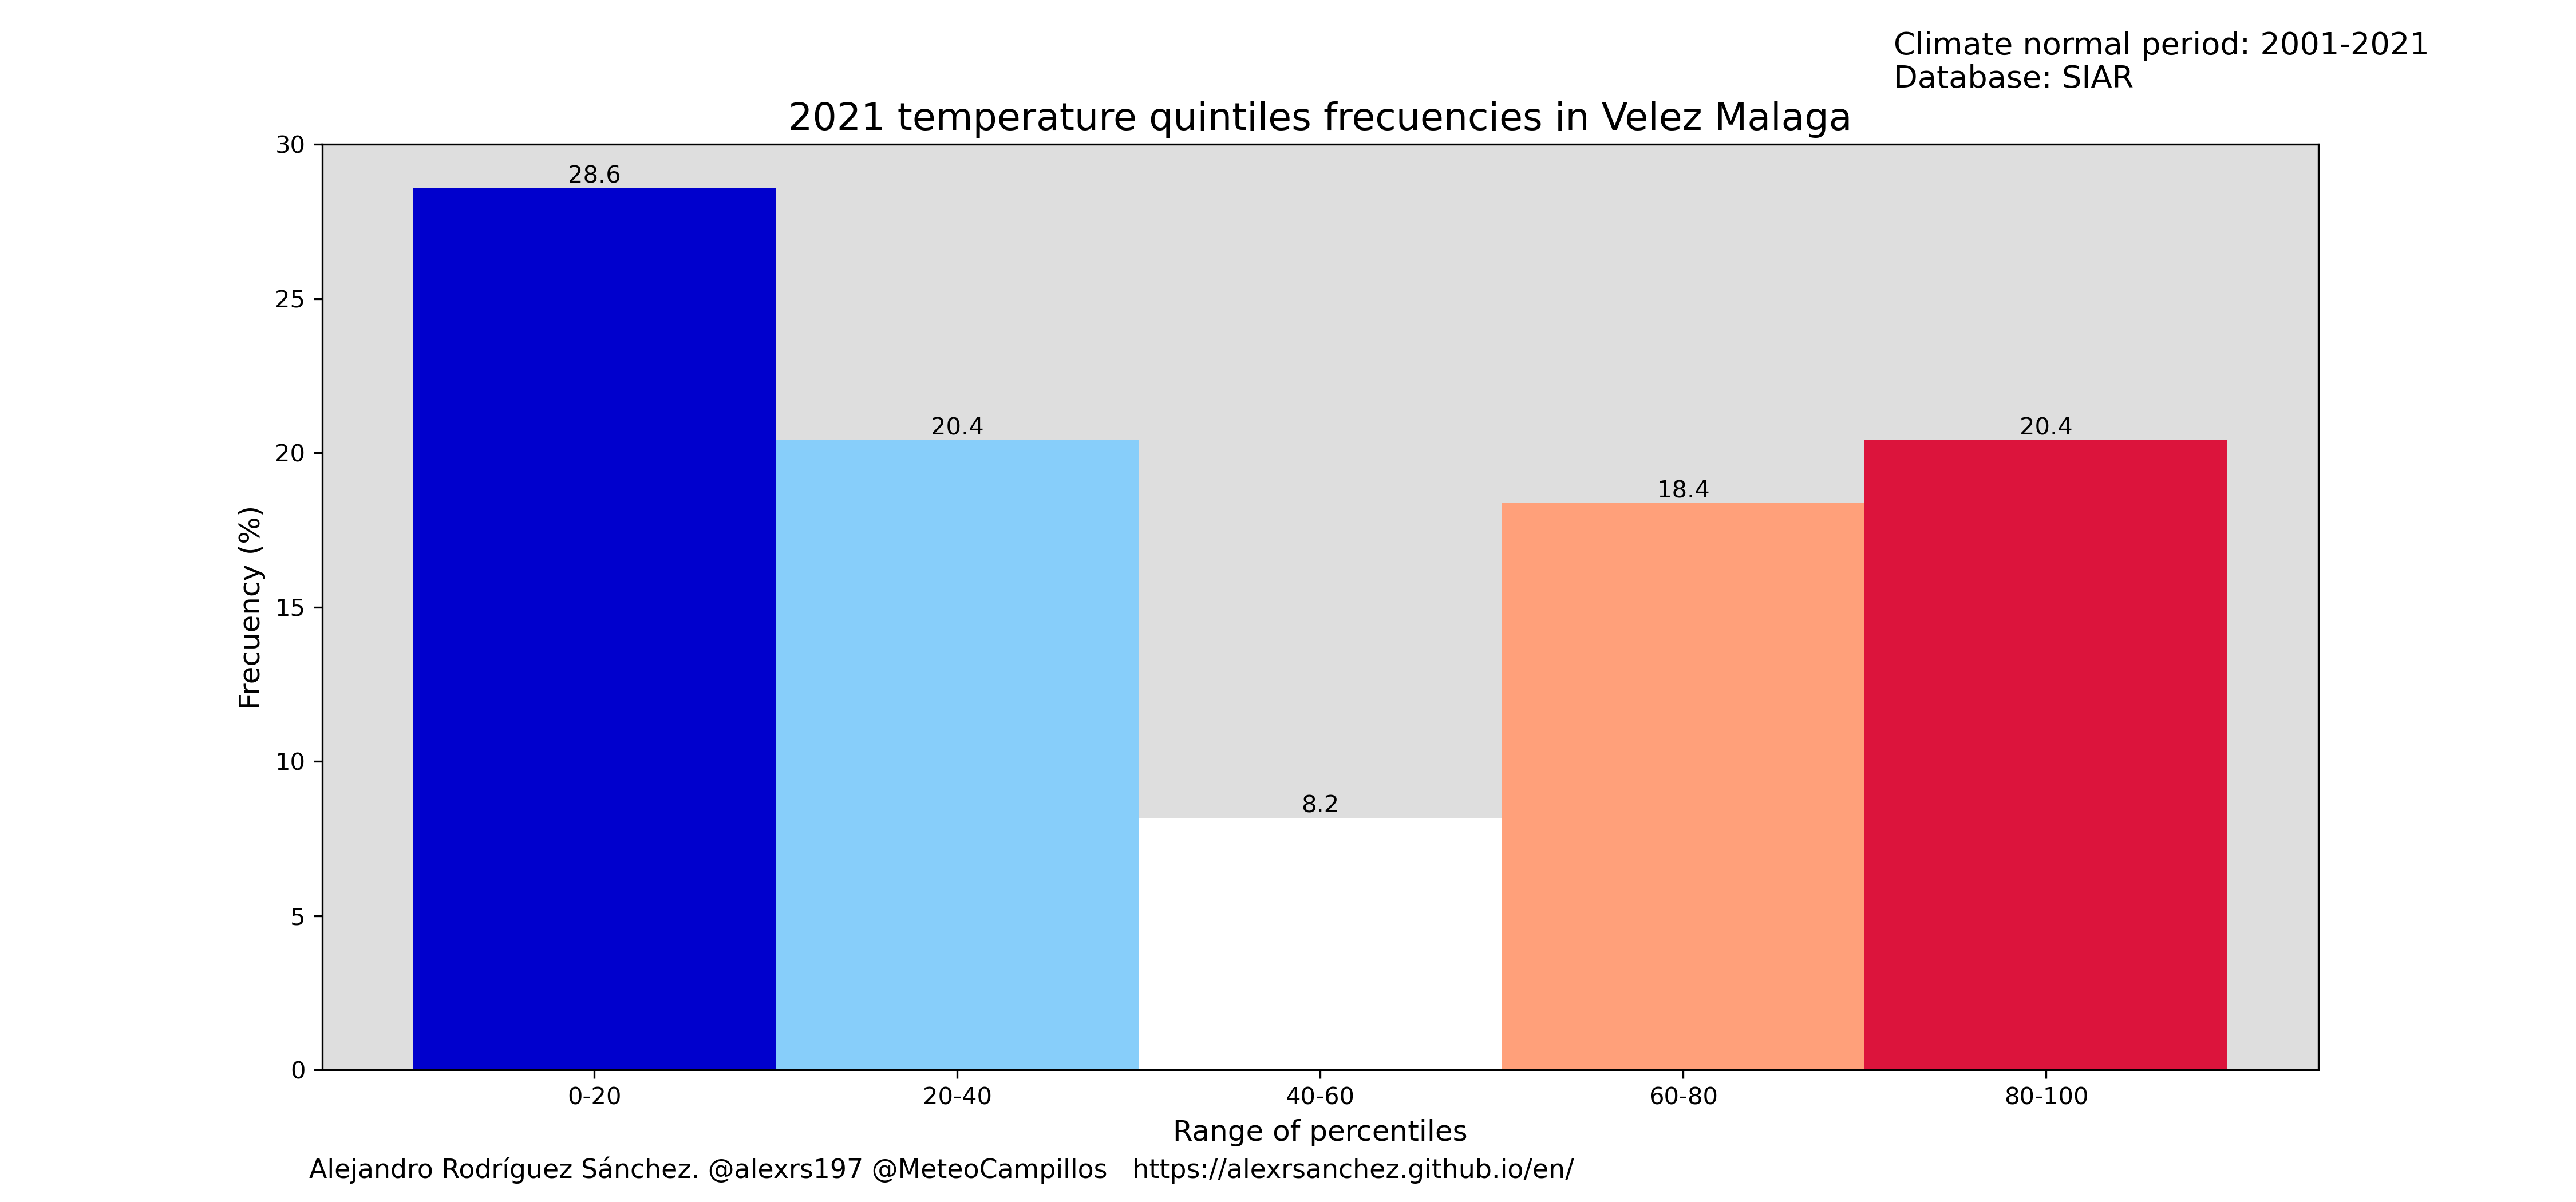 Climate normal period: 2001-2021
Database: SIAR
2021 temperature quintiles frecuencies in Velez Malaga
30
25
20
15
10
5
0
Frecuency (%)
28.6
20.4
8.2
18.4
20.4
0-20
20-40
40-60
60-80
80-100
Range of percentiles
Alejandro Rodríguez Sánchez. @alexrs197 @MeteoCampillos https://alexrsanchez.github.io/en/